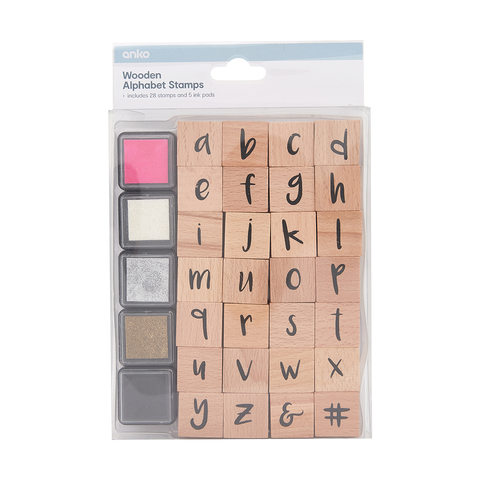 anko
Wooden
Alphabet Stamps
• includes 28 stamps and 5 ink pads
a b c d
e f g h
i j k l
m u o p
q r s t
u v w x
y z & #